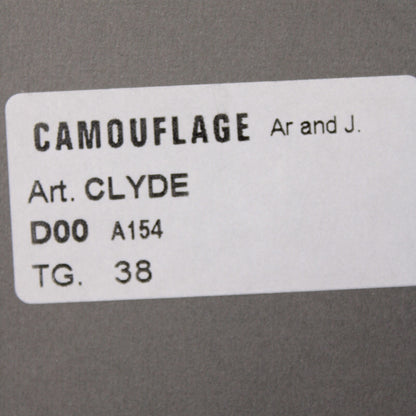 CAMOUFLAGE Ar and J.
Art. CLYDE
D00 A154
TG. 38